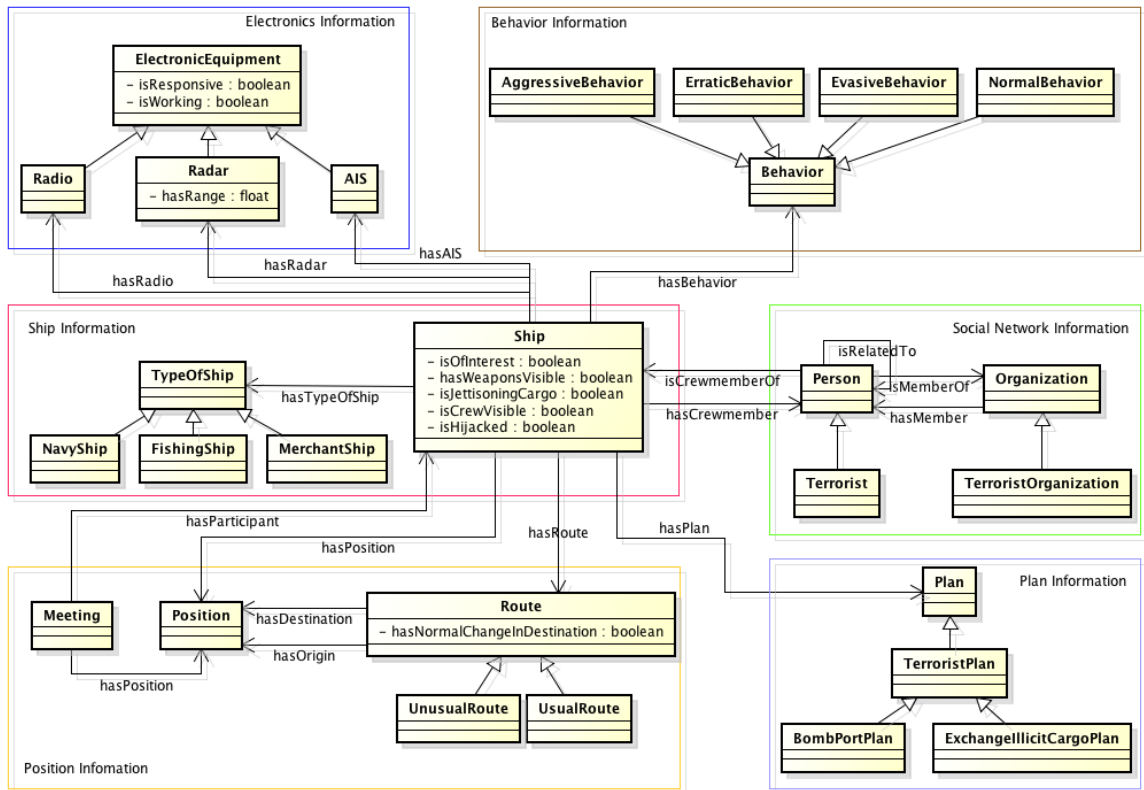 Electronics Information
ElectronicEquipment
- isResponsive : boolean
- isWorking : boolean
Radio
Radar
- hasRange : float
AIS
Behavior Information
AggressiveBehavior
ErraticBehavior
EvasiveBehavior
NormalBehavior
Behavior
hasAIS
hasRadar
hasRadio
hasBehavior
Ship Information
TypeOfShip
NavyShip
FishingShip
MerchantShip
hasTypeOfShip
Ship
- isOfInterest : boolean
- hasWeaponsVisible : boolean
- isJettisoningCargo : boolean
- isCrewVisible : boolean
- isHijacked : boolean
Social Network Information
isRelatedTo
isCrewmemberOf
Person
isMemberOf
Organization
hasCrewmember
hasMember
Terrorist
TerroristOrganization
hasParticipant
hasPosition
hasRoute
hasPlan
Meeting
Position
hasDestination
hasOrigin
hasPosition
Route
- hasNormalChangeInDestination : boolean
UnusualRoute
UsualRoute
Position Infomation
Plan Information
Plan
TerroristPlan
BombPortPlan
ExchangeIllicitCargoPlan